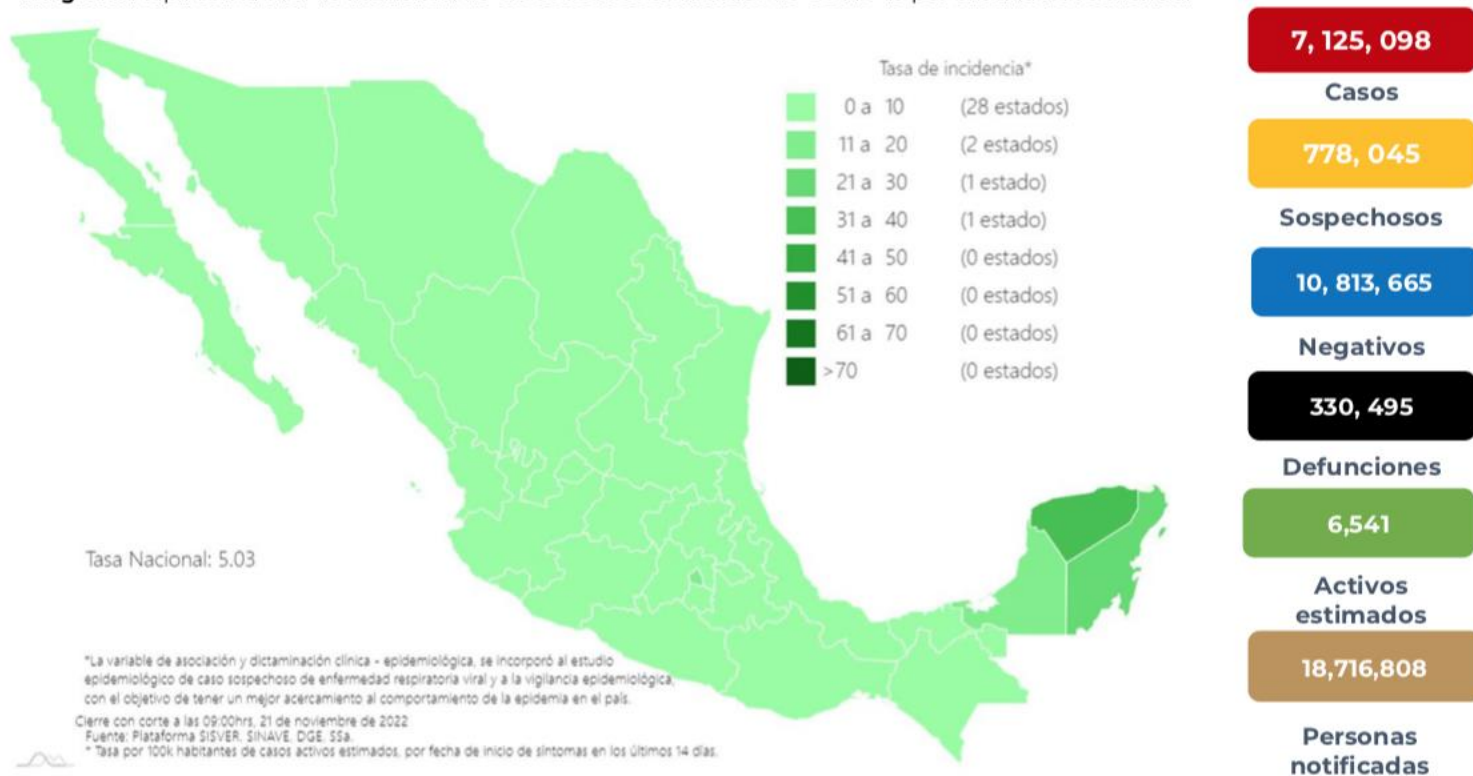 Tasa de incidencia*
0 a 10 (28 estados)
11 a 20 (2 estados)
21 a 30 (1 estado)
31 a 40 (1 estado)
41 a 50 (0 estados)
51 a 60 (0 estados)
61 a 70 (0 estados)
>70 (0 estados)
Tasa Nacional: 5.03
*La variable de asociación y dictaminación clínica - epidemiológica, se incorporó al estudio
epidemiológico de caso sospechoso de enfermedad respiratoria viral y a la vigilancia epidemiológica,
con el objetivo de tener un mejor acercamiento al comportamiento de la epidemia en el país.
Cierre con corte a las 09:00hrs, 21 de noviembre de 2022
Fuente: Plataforma SISVER, SINAVE, DGE, SSa.
* Tasa por 100k habitantes de casos activos estimados, por fecha de inicio de síntomas en los últimos 14 días.
7, 125, 098
Casos
778, 045
Sospechosos
10, 813, 665
Negativos
330, 495
Defunciones
6,541
Activos
estimados
18,716,808
Personas
notificadas